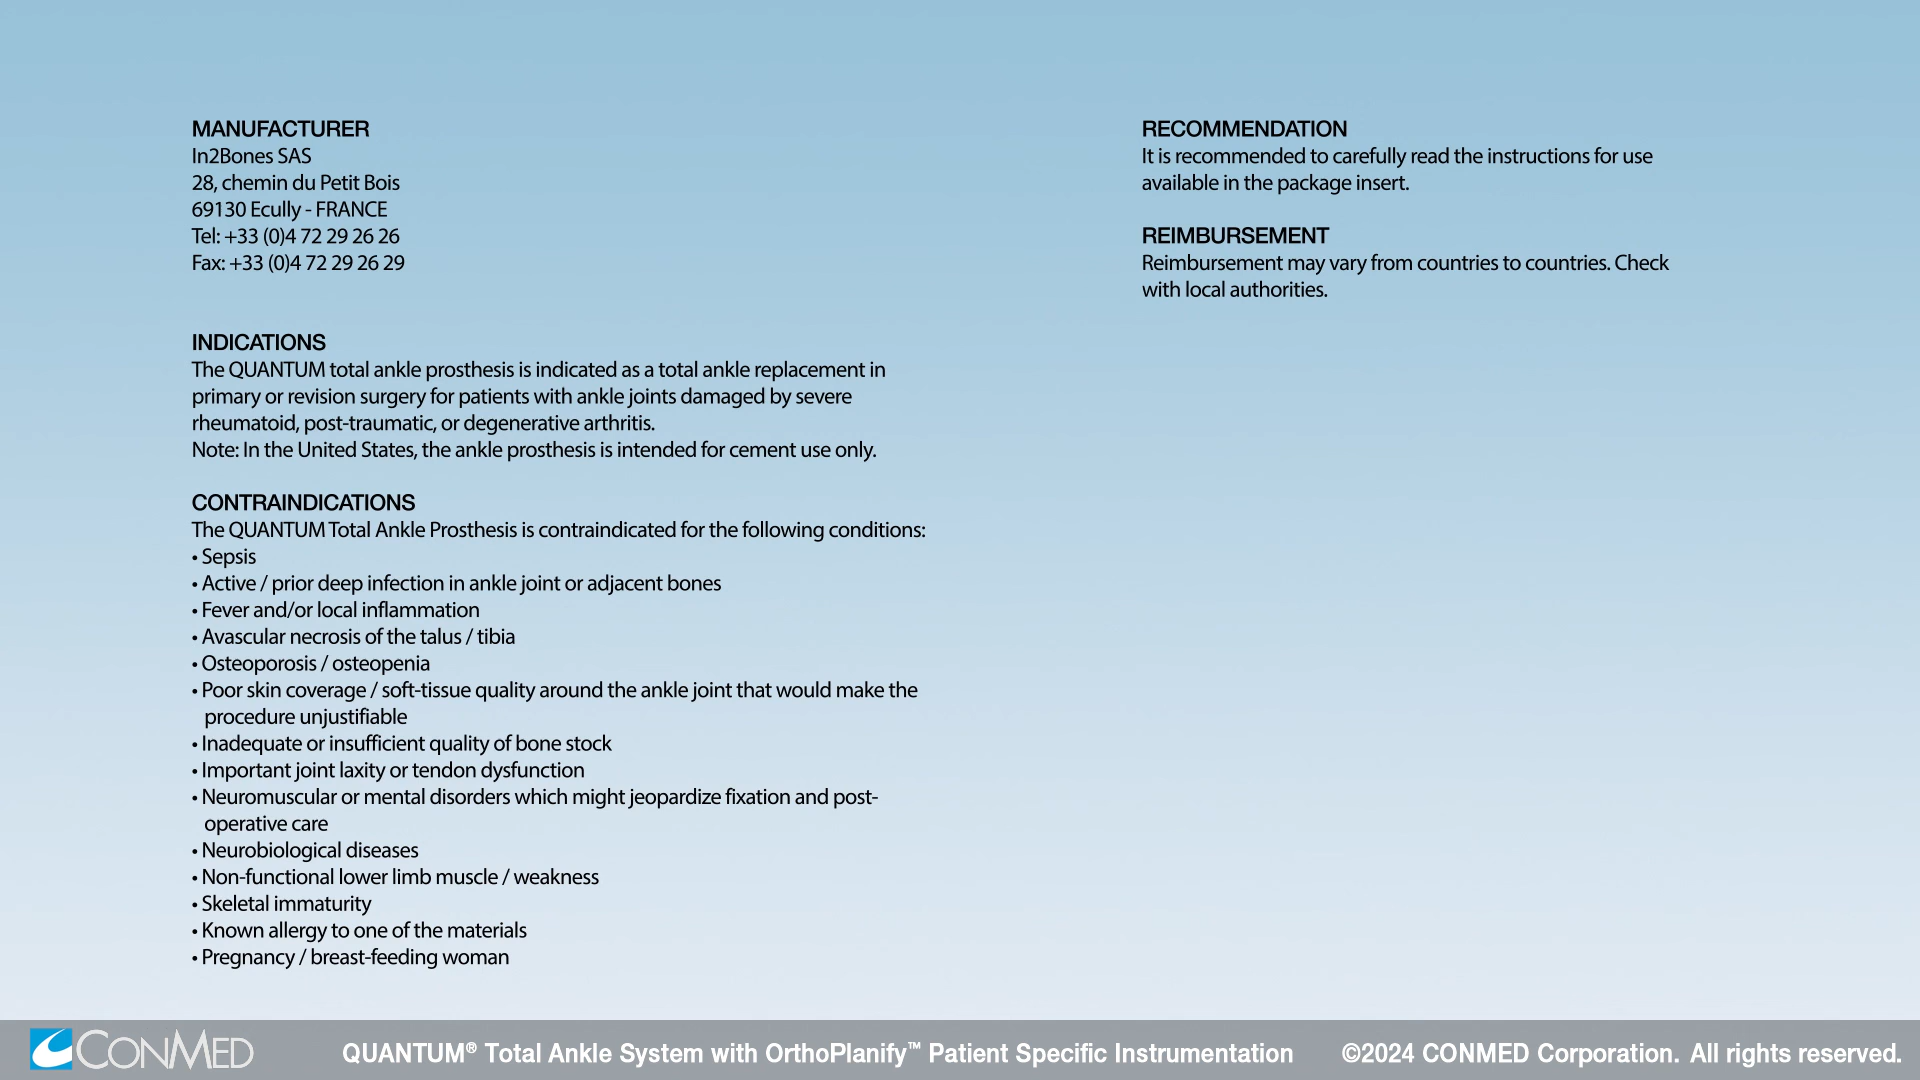 MANUFACTURER
In2Bones SAS
28, chemin du Petit Bois
69130 Ecully - FRANCE
Tel: +33 (0)4 72 29 26 26
Fax: +33 (0)4 72 29 26 29
INDICATIONS
The QUANTUM total ankle prosthesis is indicated as a total ankle replacement in
primary or revision surgery for patients with ankle joints damaged by severe
rheumatoid, post-traumatic, or degenerative arthritis.
Note: In the United States, the ankle prosthesis is intended for cement use only.
CONTRAINDICATIONS
The QUANTUM Total Ankle Prosthesis is contraindicated for the following conditions:
• Sepsis
• Active / prior deep infection in ankle joint or adjacent bones
• Fever and/or local inflammation
• Avascular necrosis of the talus / tibia
• Osteoporosis / osteopenia
• Poor skin coverage / soft-tissue quality around the ankle joint that would make the
procedure unjustifiable
• Inadequate or insufficient quality of bone stock
• Important joint laxity or tendon dysfunction
• Neuromuscular or mental disorders which might jeopardize fixation and post-
operative care
• Neurobiological diseases
• Non-functional lower limb muscle / weakness
• Skeletal immaturity
• Known allergy to one of the materials
• Pregnancy / breast-feeding woman
RECOMMENDATION
It is recommended to carefully read the instructions for use
available in the package insert.
REIMBURSEMENT
Reimbursement may vary from countries to countries. Check
with local authorities.
CONMED
QUANTUM® Total Ankle System with OrthoPlanify™ Patient Specific Instrumentation
©2024 CONMED Corporation. All rights reserved.